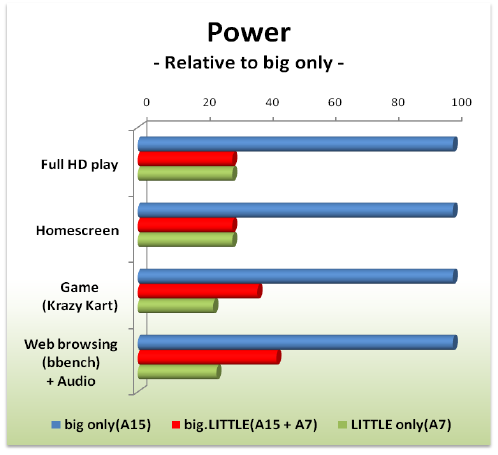 Power
- Relative to big only -
0 20 40 60 80 100
Full HD play
Homescreen
Game
(Krazy Kart)
Web browsing
(bbench)
+ Audio
big only(A15) big.LITTLE(A15 + A7) LITTLE only(A7)